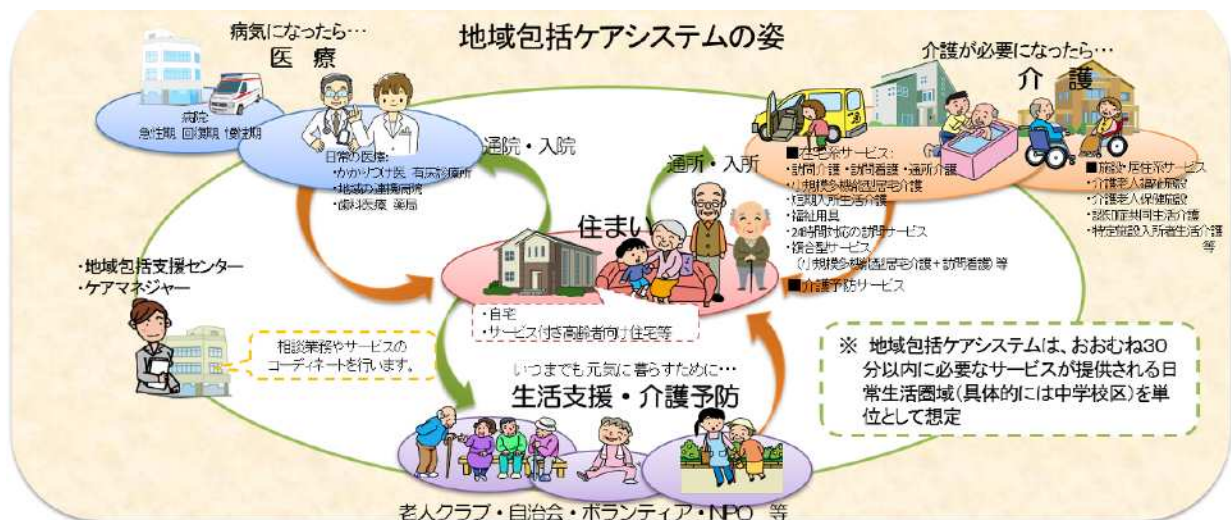 地域包括ケアシステムの姿
病気になったら…
医 療
病院
急性期 回復期 慢性期
日常の医療:
・かかりつけ医 有床診療所
・地域の連携病院
・歯科医療 薬局
通院・入院
介護が必要になったら…
介 護
通所・入所
■在宅系サービス:
・訪問介護・訪問看護・通所介護
・小規模多機能型居宅介護
・短期入所生活介護
・福祉用具
・24時間対応の訪問サービス
・複合型サービス
(小規模多機能型居宅介護+訪問看護)等
■介護予防サービス
■施設・居住系サービス
・介護老人福祉施設
・介護老人保健施設
・認知症共同生活介護
・特定施設入所者生活介護
等
住まい
・自宅
・サービス付き高齢者向け住宅等
・地域包括支援センター
・ケアマネジャー
相談業務やサービスの
コーディネートを行います。
いつまでも元気に暮らすために…
生活支援・介護予防
老人クラブ・自治会・ボランティア・NPO 等
※ 地域包括ケアシステムは、おおむね30
分以内に必要なサービスが提供される日
常生活圏域(具体的には中学校区)を単
位として想定